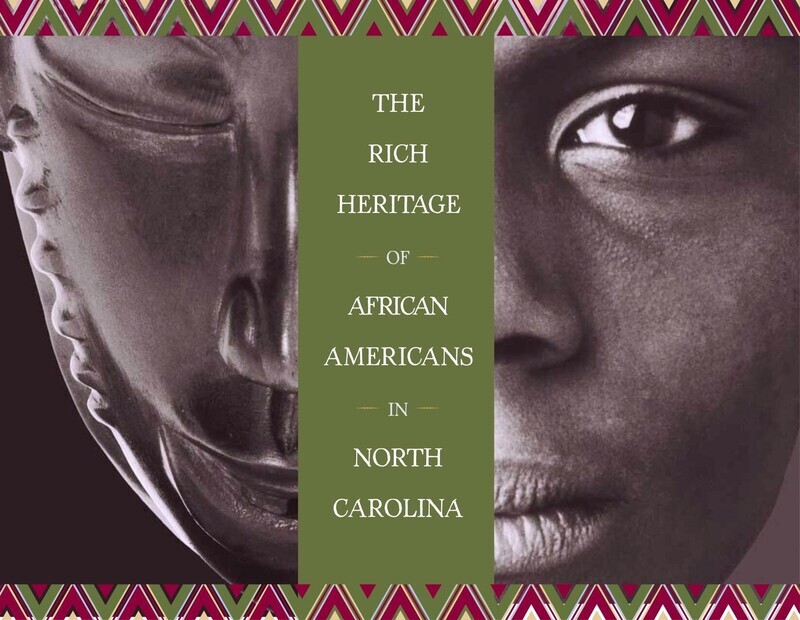 THE
RICH
HERITAGE
OF
AFRICAN
AMERICANS
IN
NORTH
CAROLINA